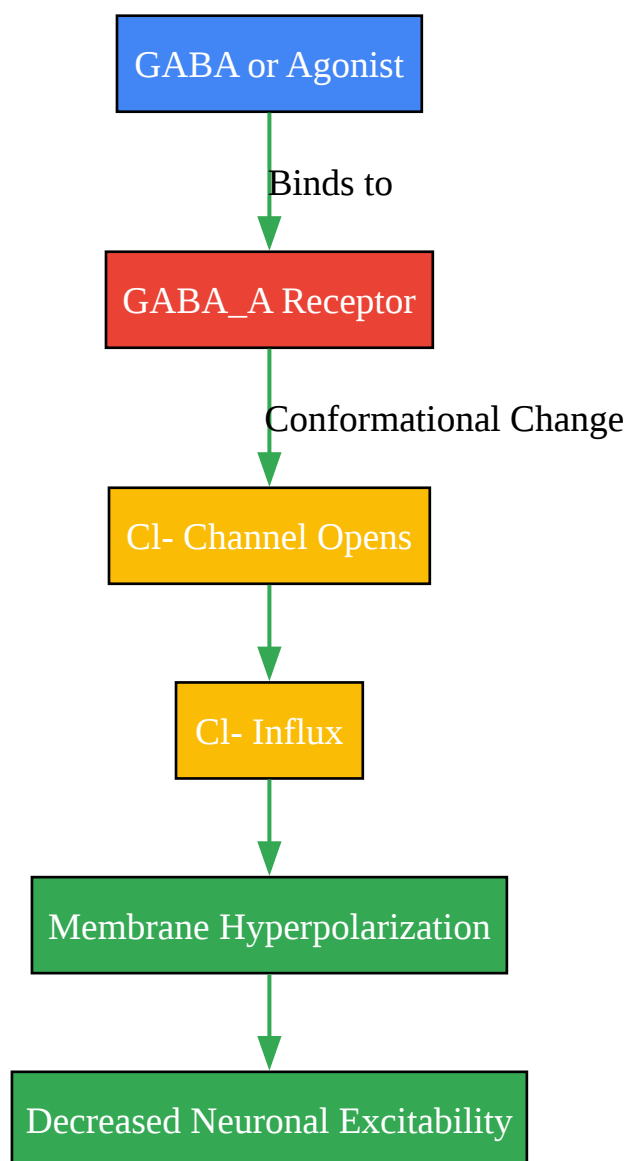 GABA or Agonist
Binds to
GABA_A Receptor
Conformational Change
Cl- Channel Opens
Cl- Influx
Membrane Hyperpolarization
Decreased Neuronal Excitability